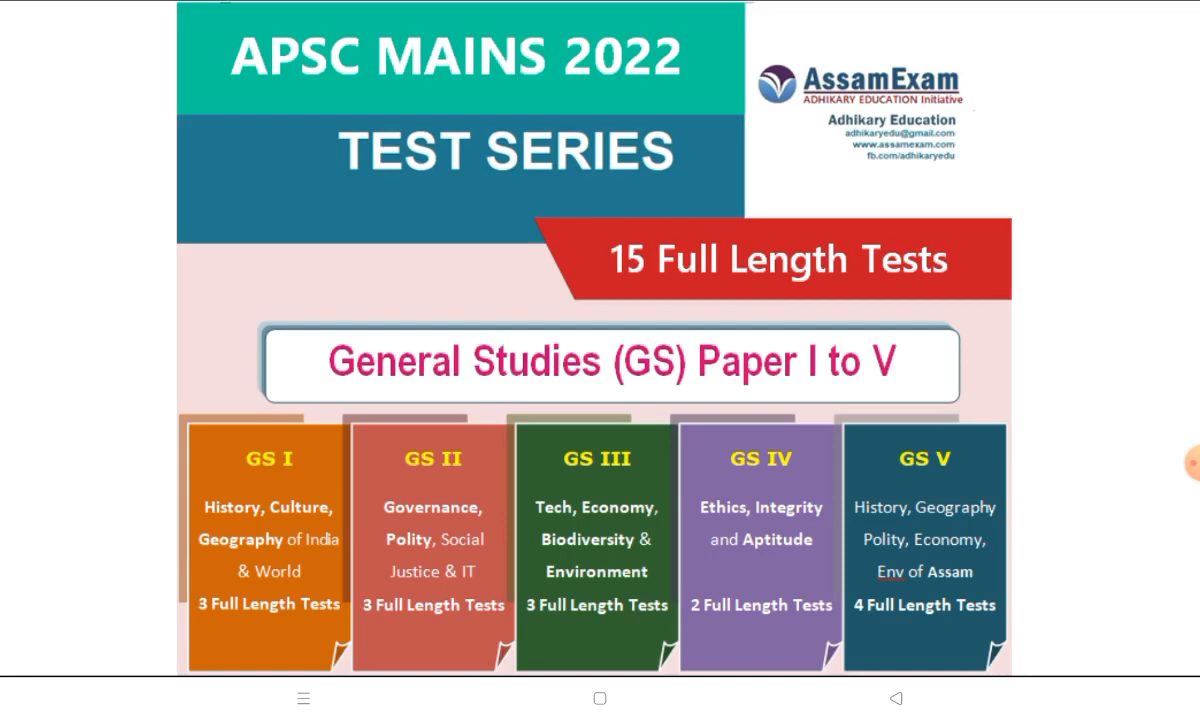 APSC MAINS 2022
TEST SERIES
AssamExam
ADHIKARY EDUCATION Initiative
Adhikary Education
adhikaryedu@gmail.com
www.assamexam.com
fb.com/adhikaryedu
15 Full Length Tests
General Studies (GS) Paper I to V
GS I
History, Culture,
Geography of India
& World
3 Full Length Tests
GS II
Governance,
Polity, Social
Justice & IT
3 Full Length Tests
GS III
Tech, Economy,
Biodiversity &
Environment
3 Full Length Tests
GS IV
Ethics, Integrity
and Aptitude
2 Full Length Tests
GS V
History, Geography
Polity, Economy,
Env of Assam
4 Full Length Tests